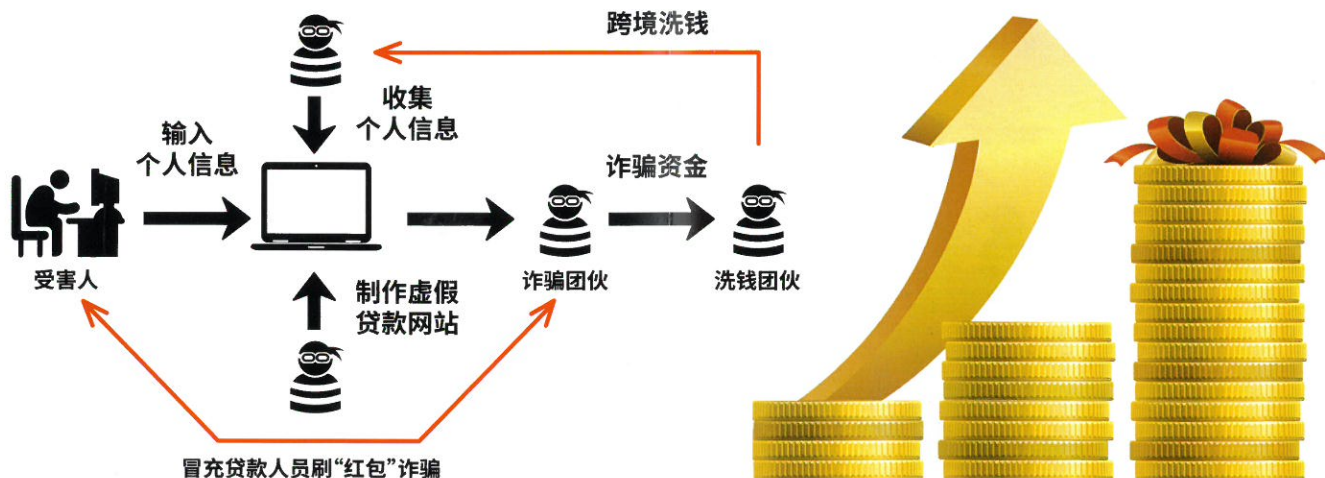 跨境洗钱
收集
个人信息
输入
个人信息
诈骗资金
受害人
诈骗团伙
洗钱团伙
制作虚假
贷款网站
冒充贷款人员刷“红包”诈骗